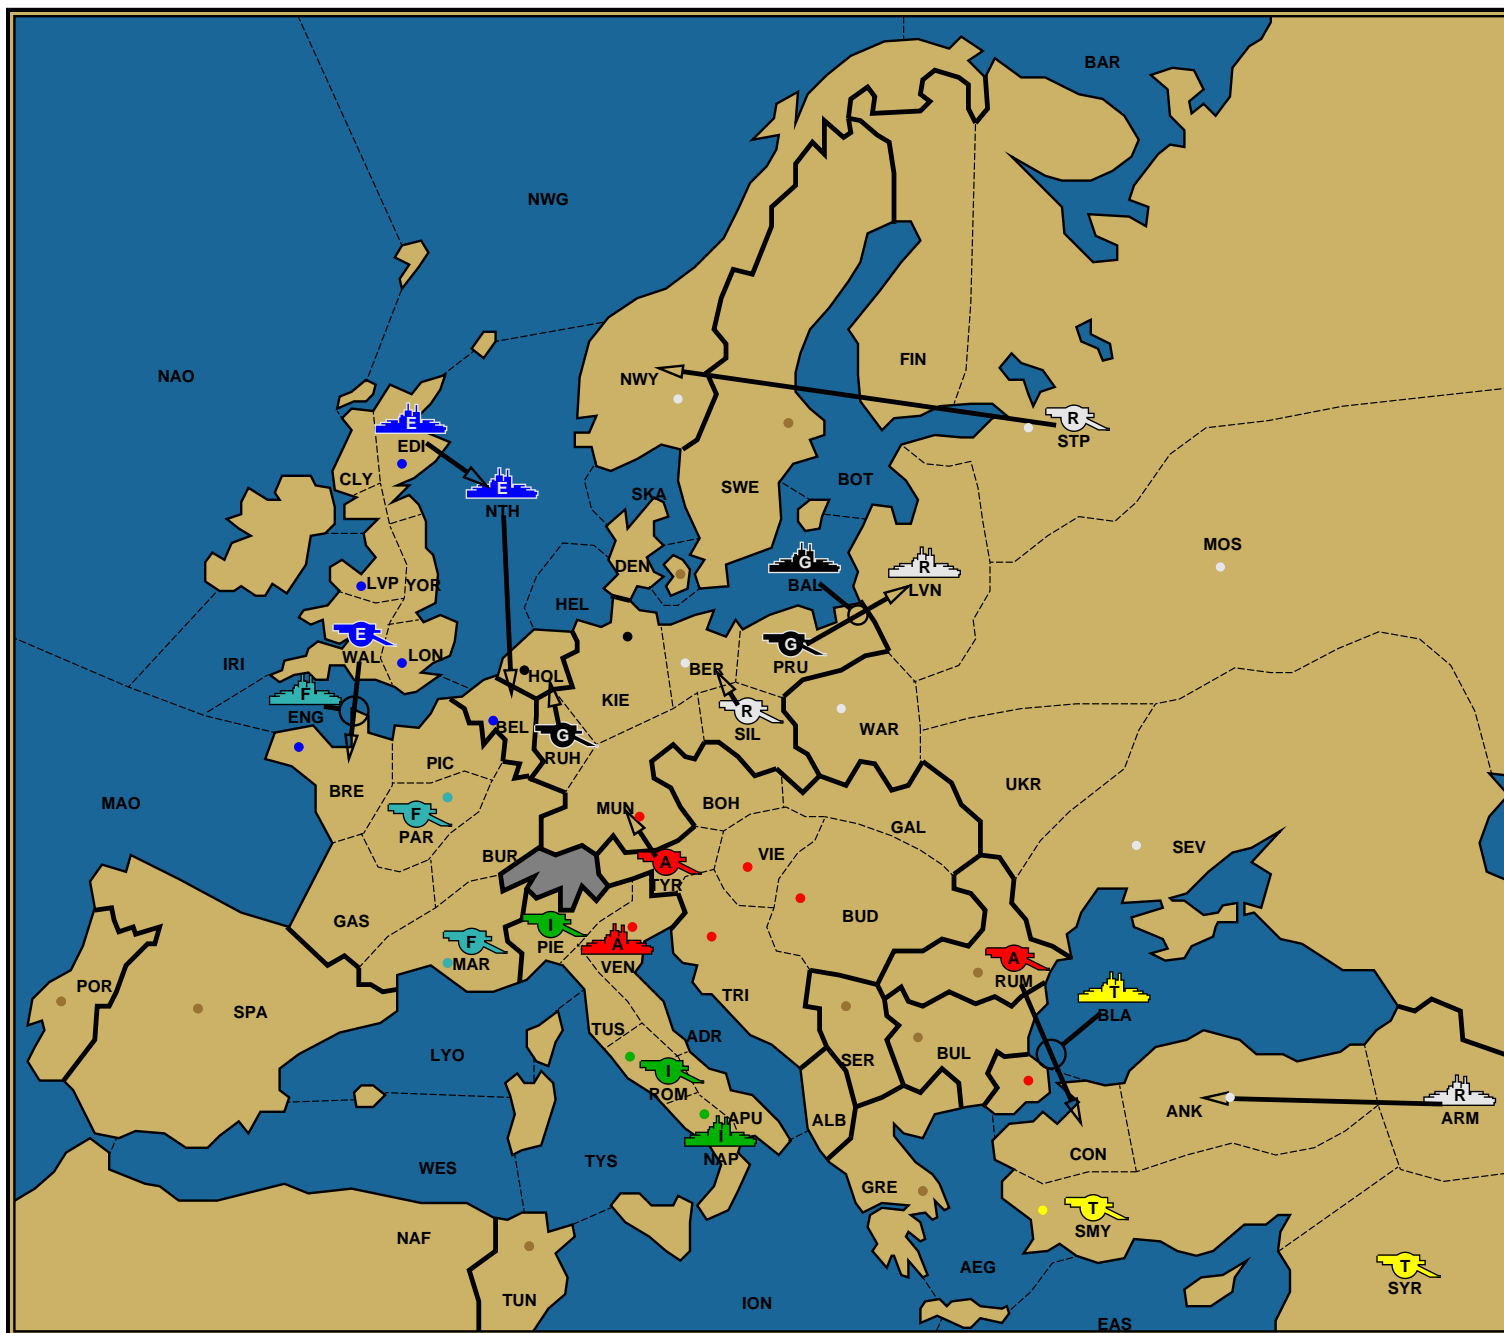 BAR
NWG
NAO
FIN
NWY
R
STP
E
EDI
CLY
SWE
BOT
E
NTH
SKA
MOS
G
BAL
R
LVN
DEN
LVP
YOR
HEL
E
WAL
LON
IRI
G
PRU
BER
HOL
KIE
F
ENG
R
SIL
BEL
WAR
G
RUH
PIC
BRE
UKR
MAO
MUN
BOH
F
PAR
GAL
SEV
BUR
VIE
A
TYR
GAS
BUD
I
PIE
F
MAR
A
VEN
A
RUM
POR
SPA
TRI
T
BLA
TUS
ADR
LYO
SER
BUL
I
ROM
R
ARM
ANK
APU
ALB
I
NAP
CON
WES
TYS
GRE
T
SMY
NAF
AEG
T
SYR
TUN
ION
EAS